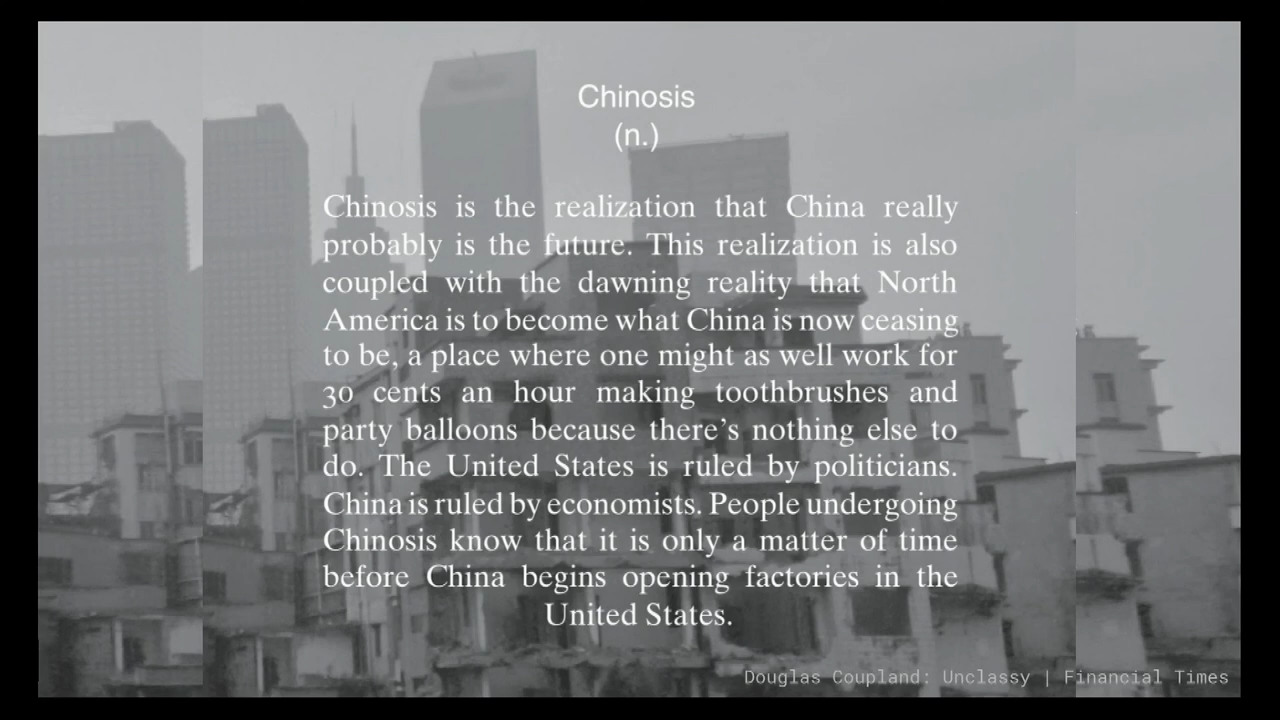 Chinosis
(n.)
Chinosis is the realization that China really
probably is the future. This realization is also
coupled with the dawning reality that North
America is to become what China is now ceasing
to be, a place where one might as well work for
30 cents an hour making toothbrushes and
party balloons because there’s nothing else to
do. The United States is ruled by politicians.
China is ruled by economists. People undergoing
Chinosis know that it is only a matter of time
before China begins opening factories in the
United States.
Douglas Coupland: Unclassy | Financial Times